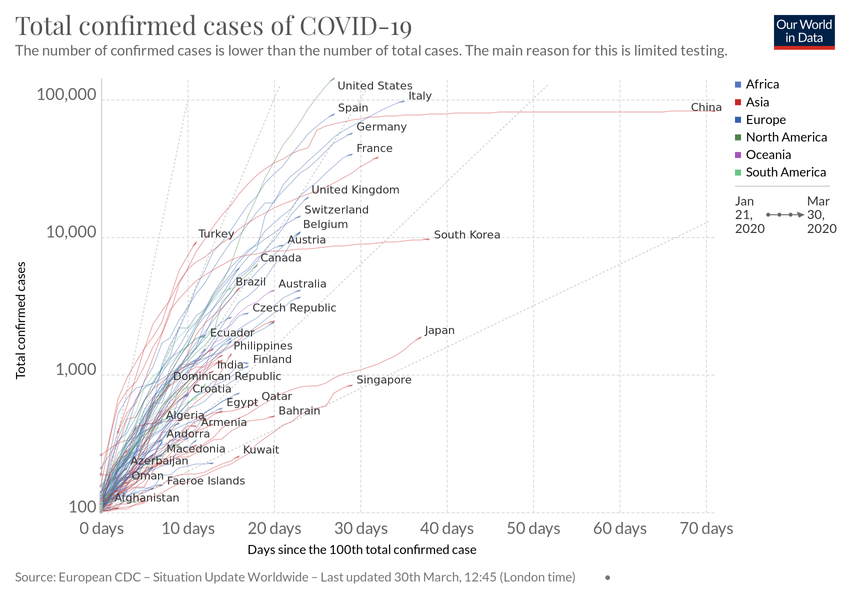 Total confirmed cases of COVID-19
The number of confirmed cases is lower than the number of total cases. The main reason for this is limited testing.
Our World
in Data
Total confirmed cases
100,000
10,000
1,000
100
United States
Italy
Spain
China
Germany
France
United Kingdom
Switzerland
Belgium
Turkey
Austria
South Korea
Canada
Brazil
Australia
Czech Republic
Ecuador
Japan
Philippines
India
Finland
Dominican Republic
Singapore
Croatia
Egypt
Qatar
Algeria
Bahrain
Armenia
Andorra
Macedonia
Kuwait
Azerbaijan
Oman
Faeroe Islands
Afghanistan
0 days
10 days
20 days
30 days
40 days
50 days
60 days
70 days
Days since the 100th total confirmed case
Africa
Asia
Europe
North America
Oceania
South America
Jan
21,
2020
Mar
30,
2020
Source: European CDC – Situation Update Worldwide – Last updated 30th March, 12:45 (London time)